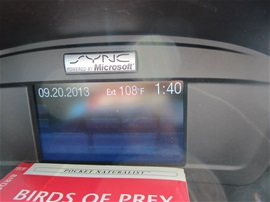 SYNC
POWERED BY Microsoft
09.20.2013 Ext 108 F 1:40
POCKET NATURALIST
BIRDS OF PREY